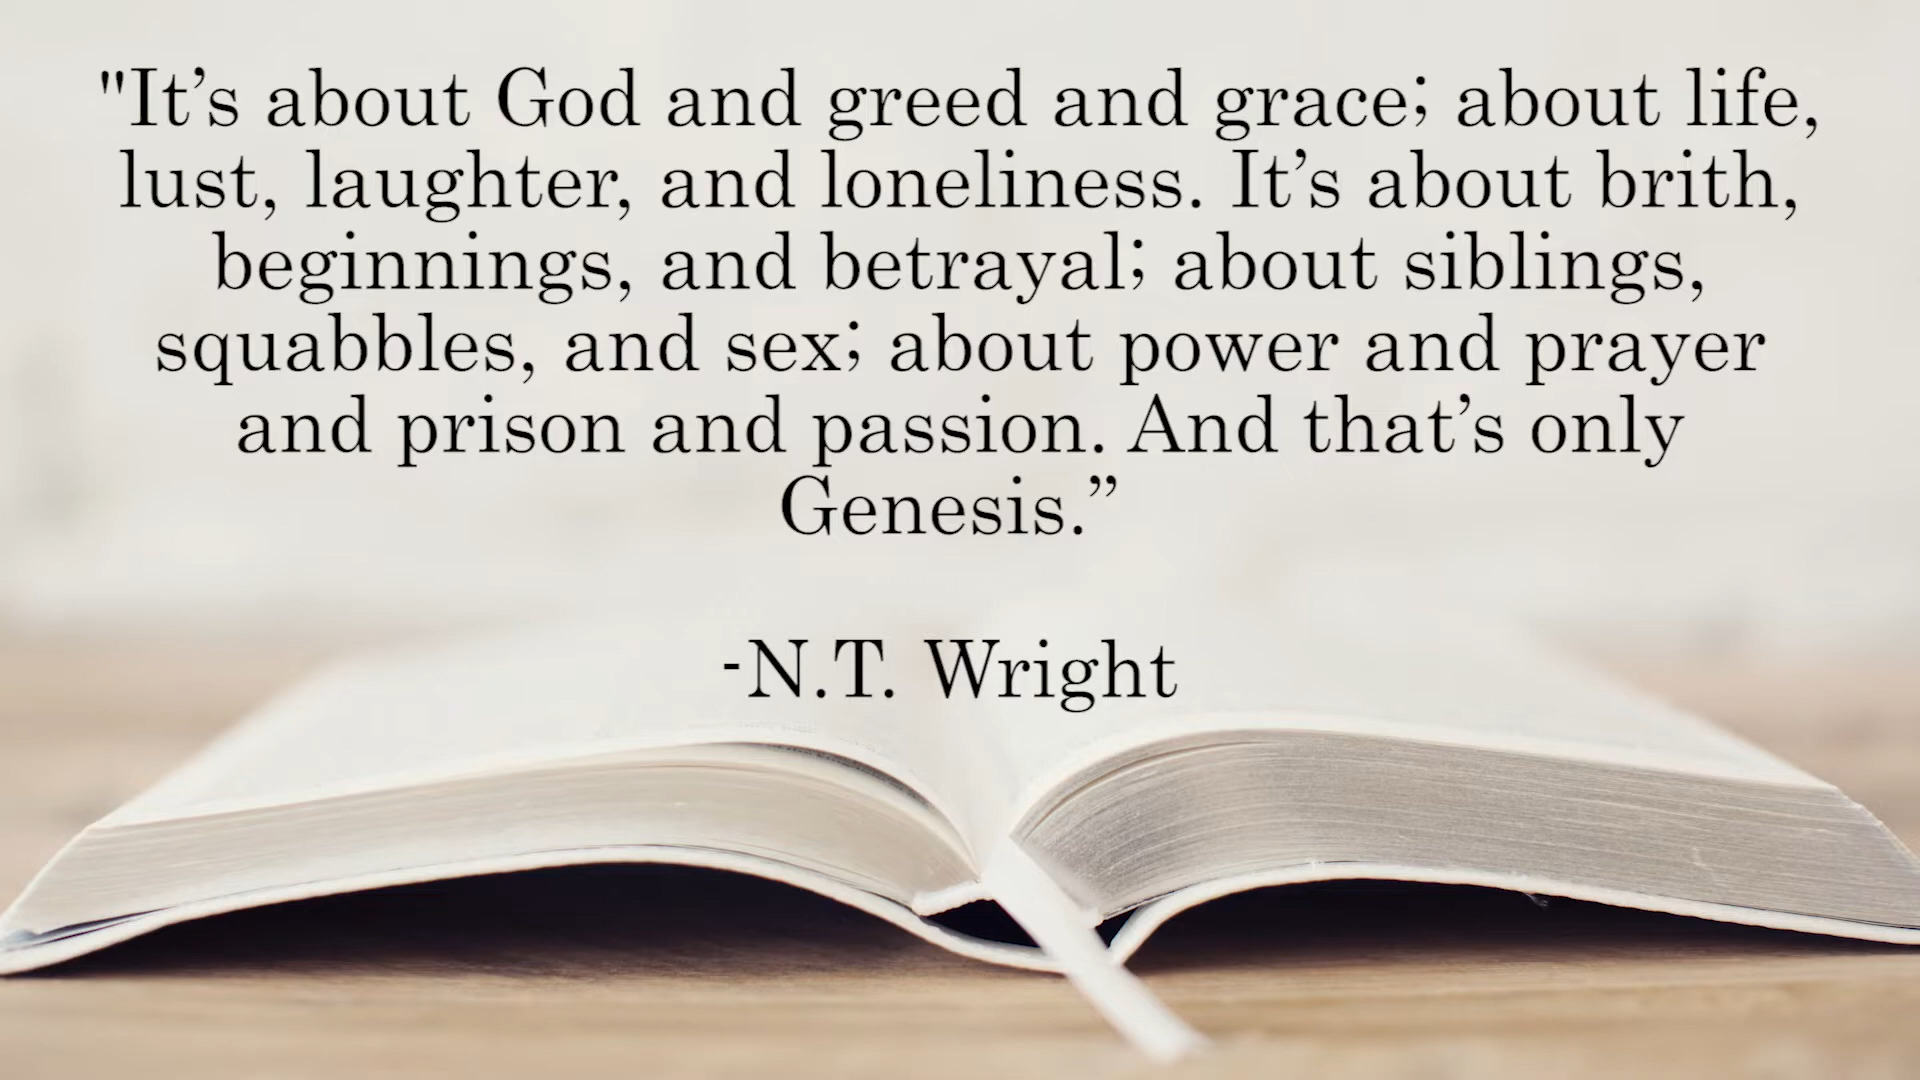 "It’s about God and greed and grace; about life,
lust, laughter, and loneliness. It’s about brith,
beginnings, and betrayal; about siblings,
squabbles, and sex; about power and prayer
and prison and passion. And that’s only
Genesis.”
-N.T. Wright